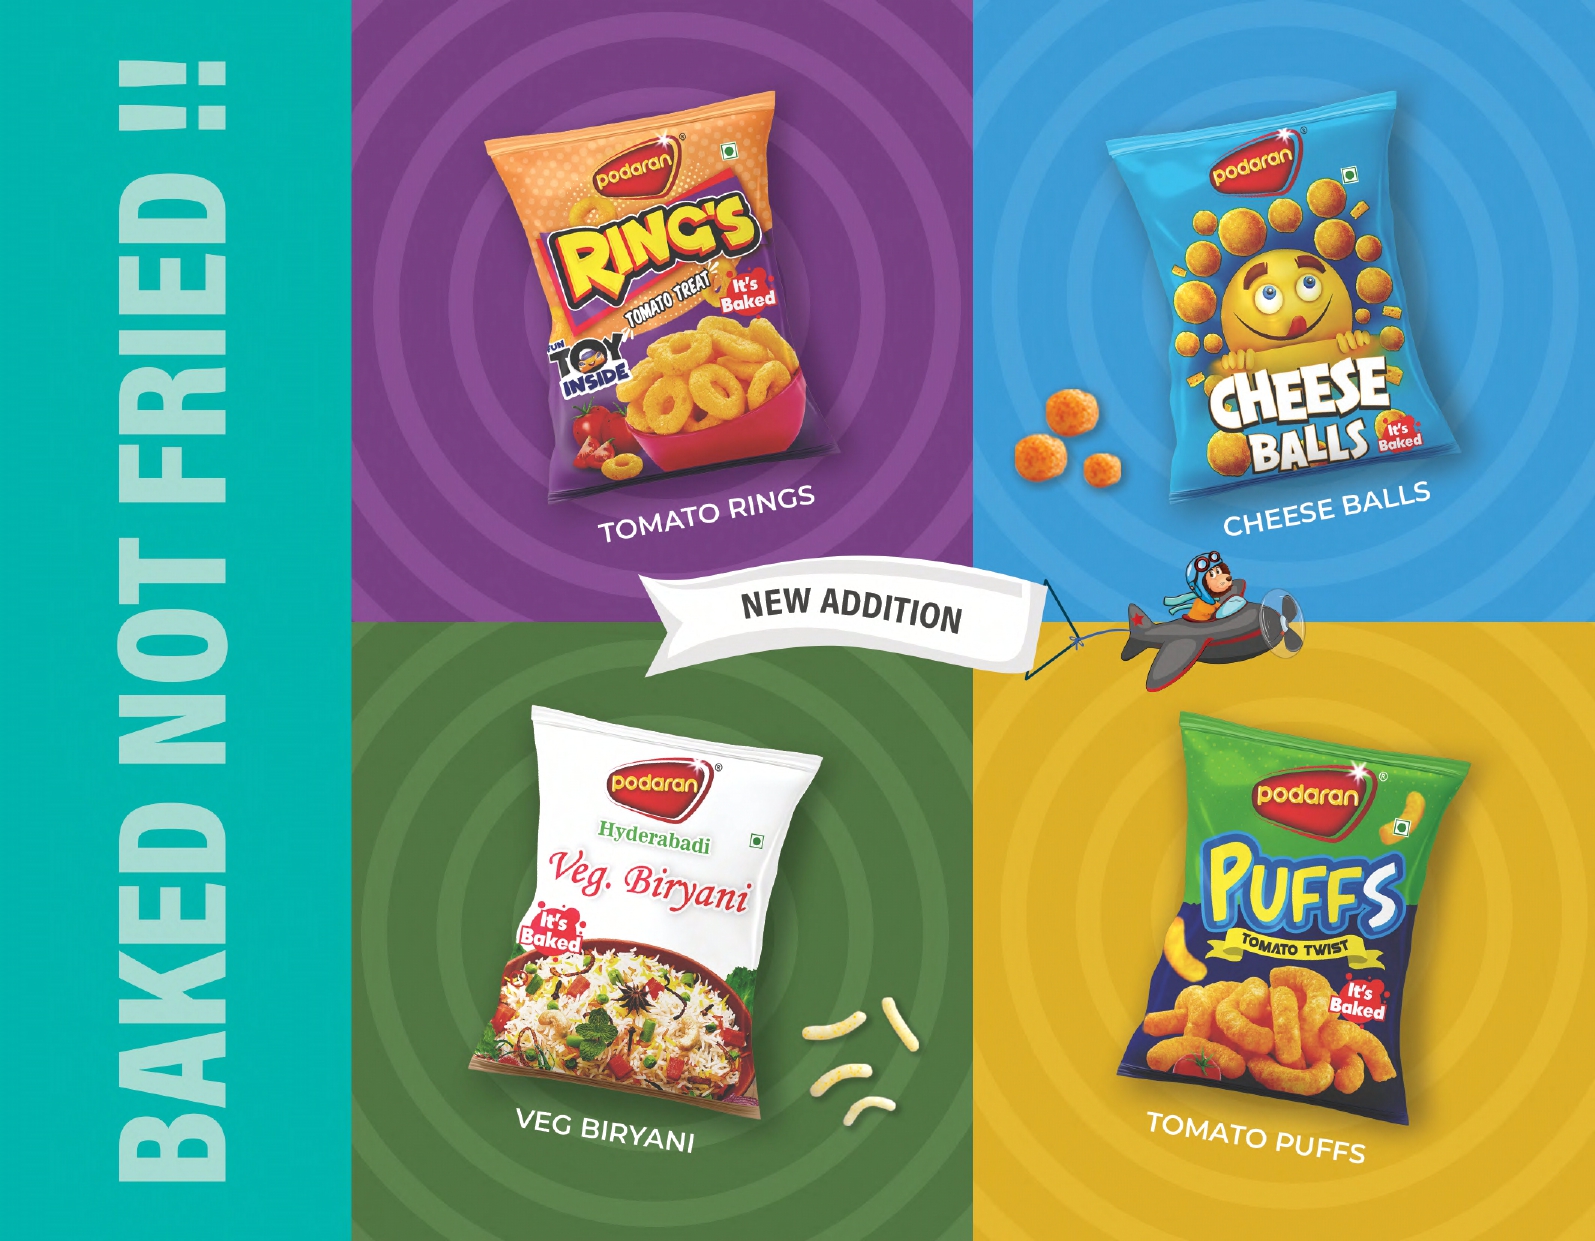 BAKED NOT FRIED !!
podaran
®
RING'S
TOMATO TREAT
It's
Baked
FUN
TOY
INSIDE
TOMATO RINGS
podaran
®
CHEESE
BALLS
It's
Baked
CHEESE BALLS
NEW ADDITION
podaran
®
Hyderabadi
Veg. Biryani
It's
Baked
VEG BIRYANI
podaran
®
PUFFS
TOMATO TWIST
It's
Baked
TOMATO PUFFS